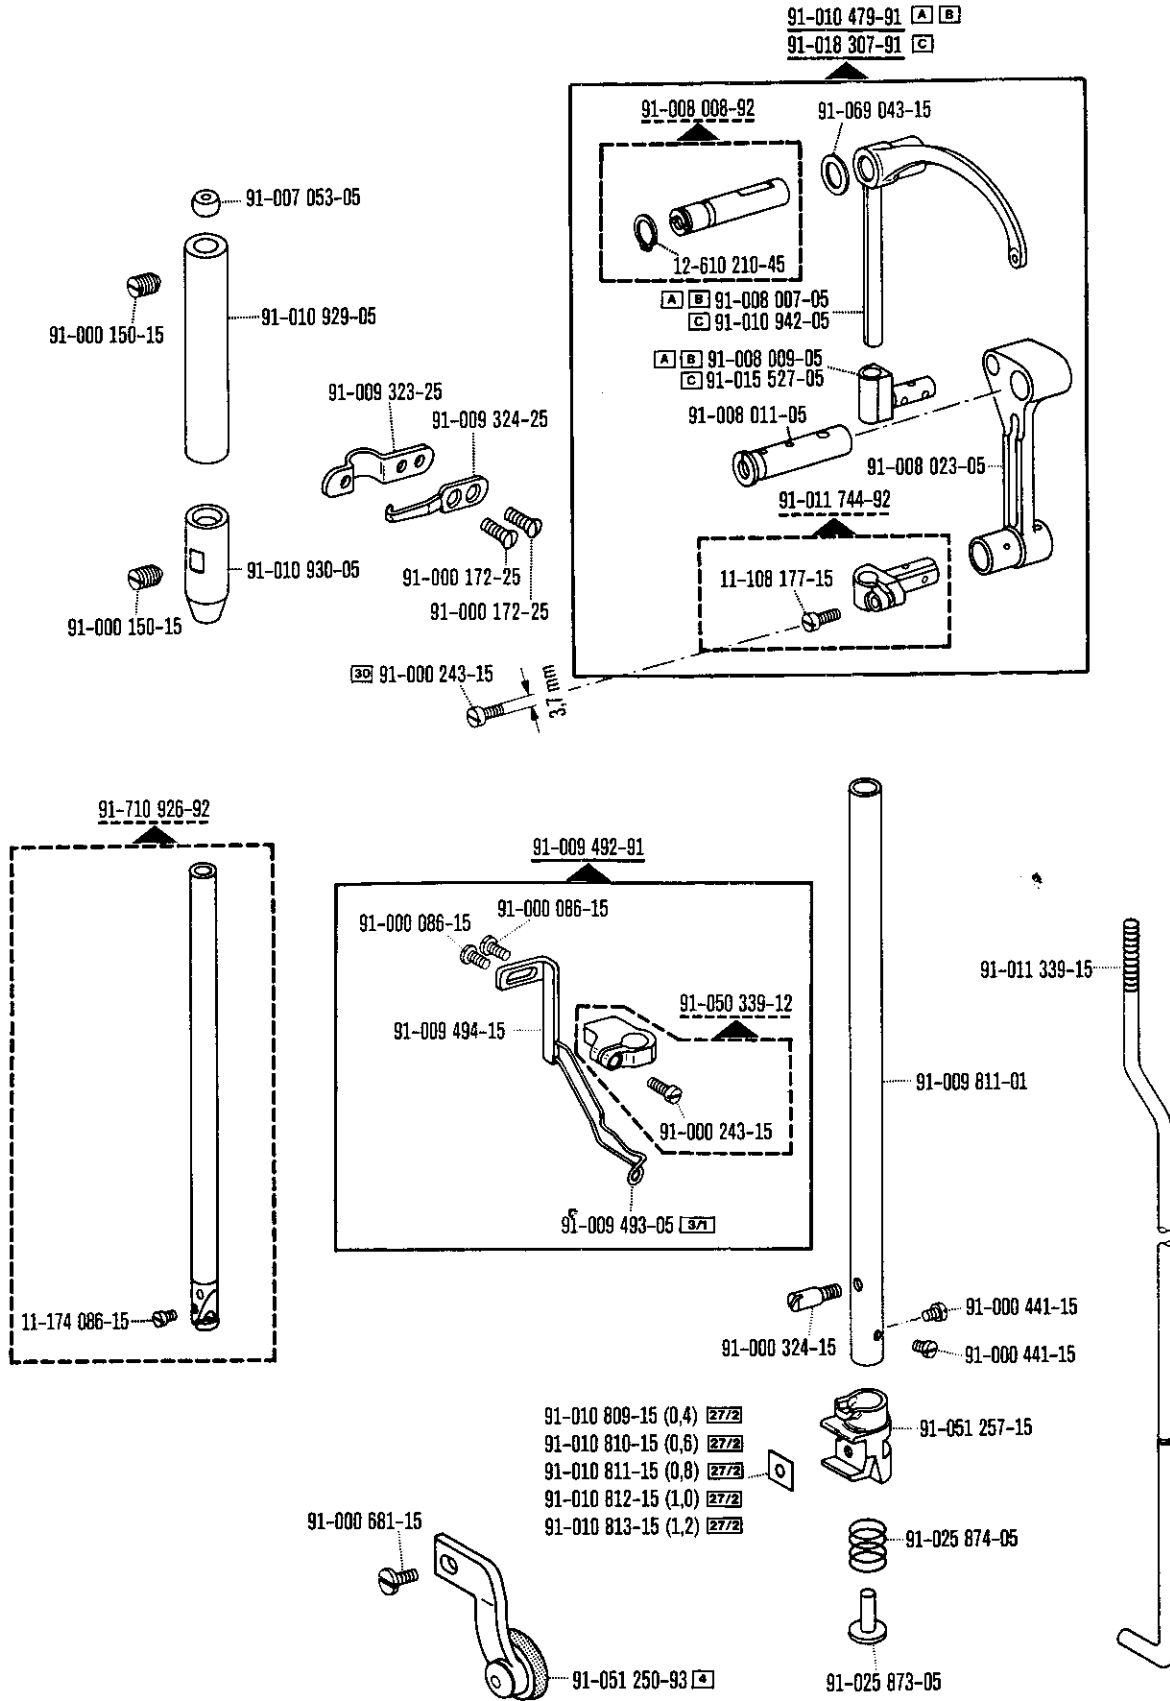 91-010 479-91 A B
91-018 307-91 C
91-008 008-92
91-069 043-15
91-007 053-05
12-610 210-45
A B 91-008 007-05
C 91-010 942-05
91-000 150-15
91-010 929-05
A B 91-008 009-05
C 91-015 527-05
91-009 323-25
91-009 324-25
91-008 011-05
91-008 023-05
91-011 744-92
91-010 930-05
91-000 172-25
91-000 172-25
11-108 177-15
91-000 150-15
30 91-000 243-15
3,7 mm
91-710 926-92
91-009 492-91
91-000 086-15
91-000 086-15
91-050 339-12
91-011 339-15
91-009 494-15
91-009 811-01
91-000 243-15
91-009 493-05 3/1
11-174 086-15
91-000 324-15
91-000 441-15
91-000 441-15
91-010 809-15 (0,4) 27/2
91-010 810-15 (0,6) 27/2
91-010 811-15 (0,8) 27/2
91-010 812-15 (1,0) 27/2
91-010 813-15 (1,2) 27/2
91-051 257-15
91-000 681-15
91-025 874-05
91-051 250-93 4
91-025 873-05